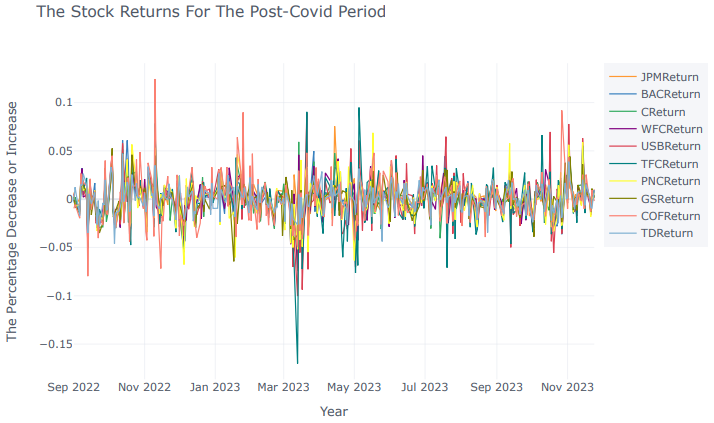 The Stock Returns For The Post-Covid Period
The Percentage Decrease or Increase
0.1
0.05
0
−0.05
−0.1
−0.15
Sep 2022 Nov 2022 Jan 2023 Mar 2023 May 2023 Jul 2023 Sep 2023 Nov 2023
Year
JPMReturn
BACReturn
CReturn
WFCReturn
USBReturn
TFCReturn
PNCReturn
GSReturn
COFReturn
TDReturn